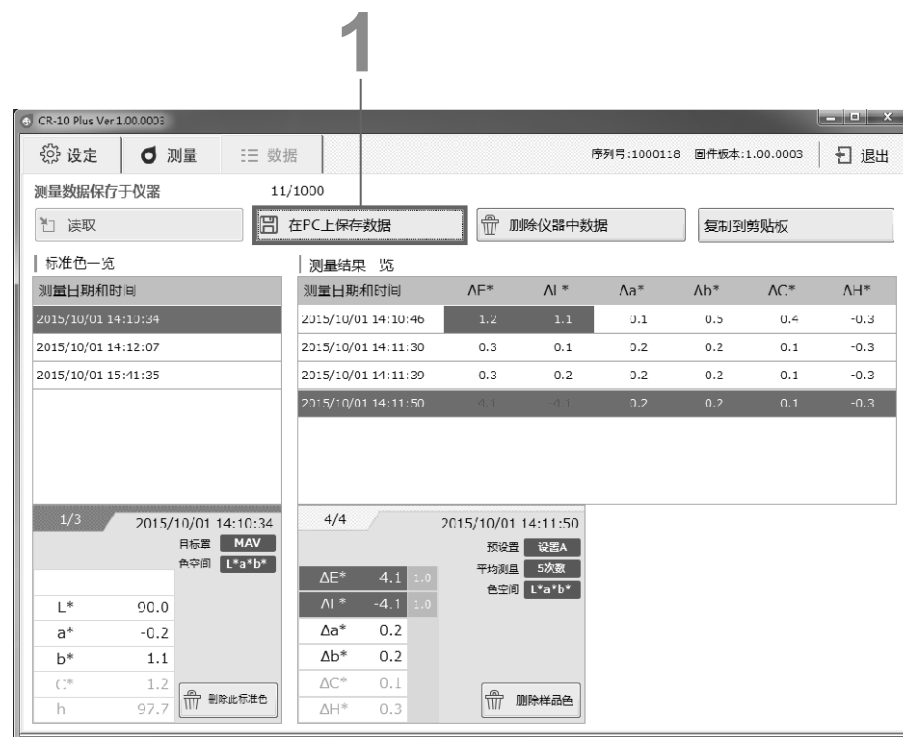 1
CR-10 Plus Ver 1.00.0003
设定 测量 数据 序列号:1000118 固件版本:1.00.0003 退出
测量数据保存于仪器 11/1000
读取 在PC上保存数据 删除仪器中数据 复制到剪贴板
标准色一览 测量结果 览
测量日期和时间 测量日期和时间 ΔE* ΔL* Δa* Δb* ΔC* ΔH*
2015/10/01 14:10:34 2015/10/01 14:10:46 1.2 1.1 0.1 0.5 0.4 -0.3
2015/10/01 14:12:07 2015/10/01 14:11:30 0.3 0.1 0.2 0.2 0.1 -0.3
2015/10/01 15:41:35 2015/10/01 14:11:39 0.3 0.2 0.2 0.2 0.1 -0.3
2015/10/01 14:11:50 -4.1 0.2 0.2 0.1 -0.3
1/3 2015/10/01 14:10:34
目标罩 MAV
色空间 L*a*b*
L* 90.0
a* -0.2
b* 1.1
C* 1.2
h 97.7
删除此标准色
4/4 2015/10/01 14:11:50
预设置 设置A
平均测量 5次数
色空间 L*a*b*
ΔE* 4.1 1.0
ΔL* -4.1 1.0
Δa* 0.2
Δb* 0.2
ΔC* 0.1
ΔH* 0.3
删除样品色